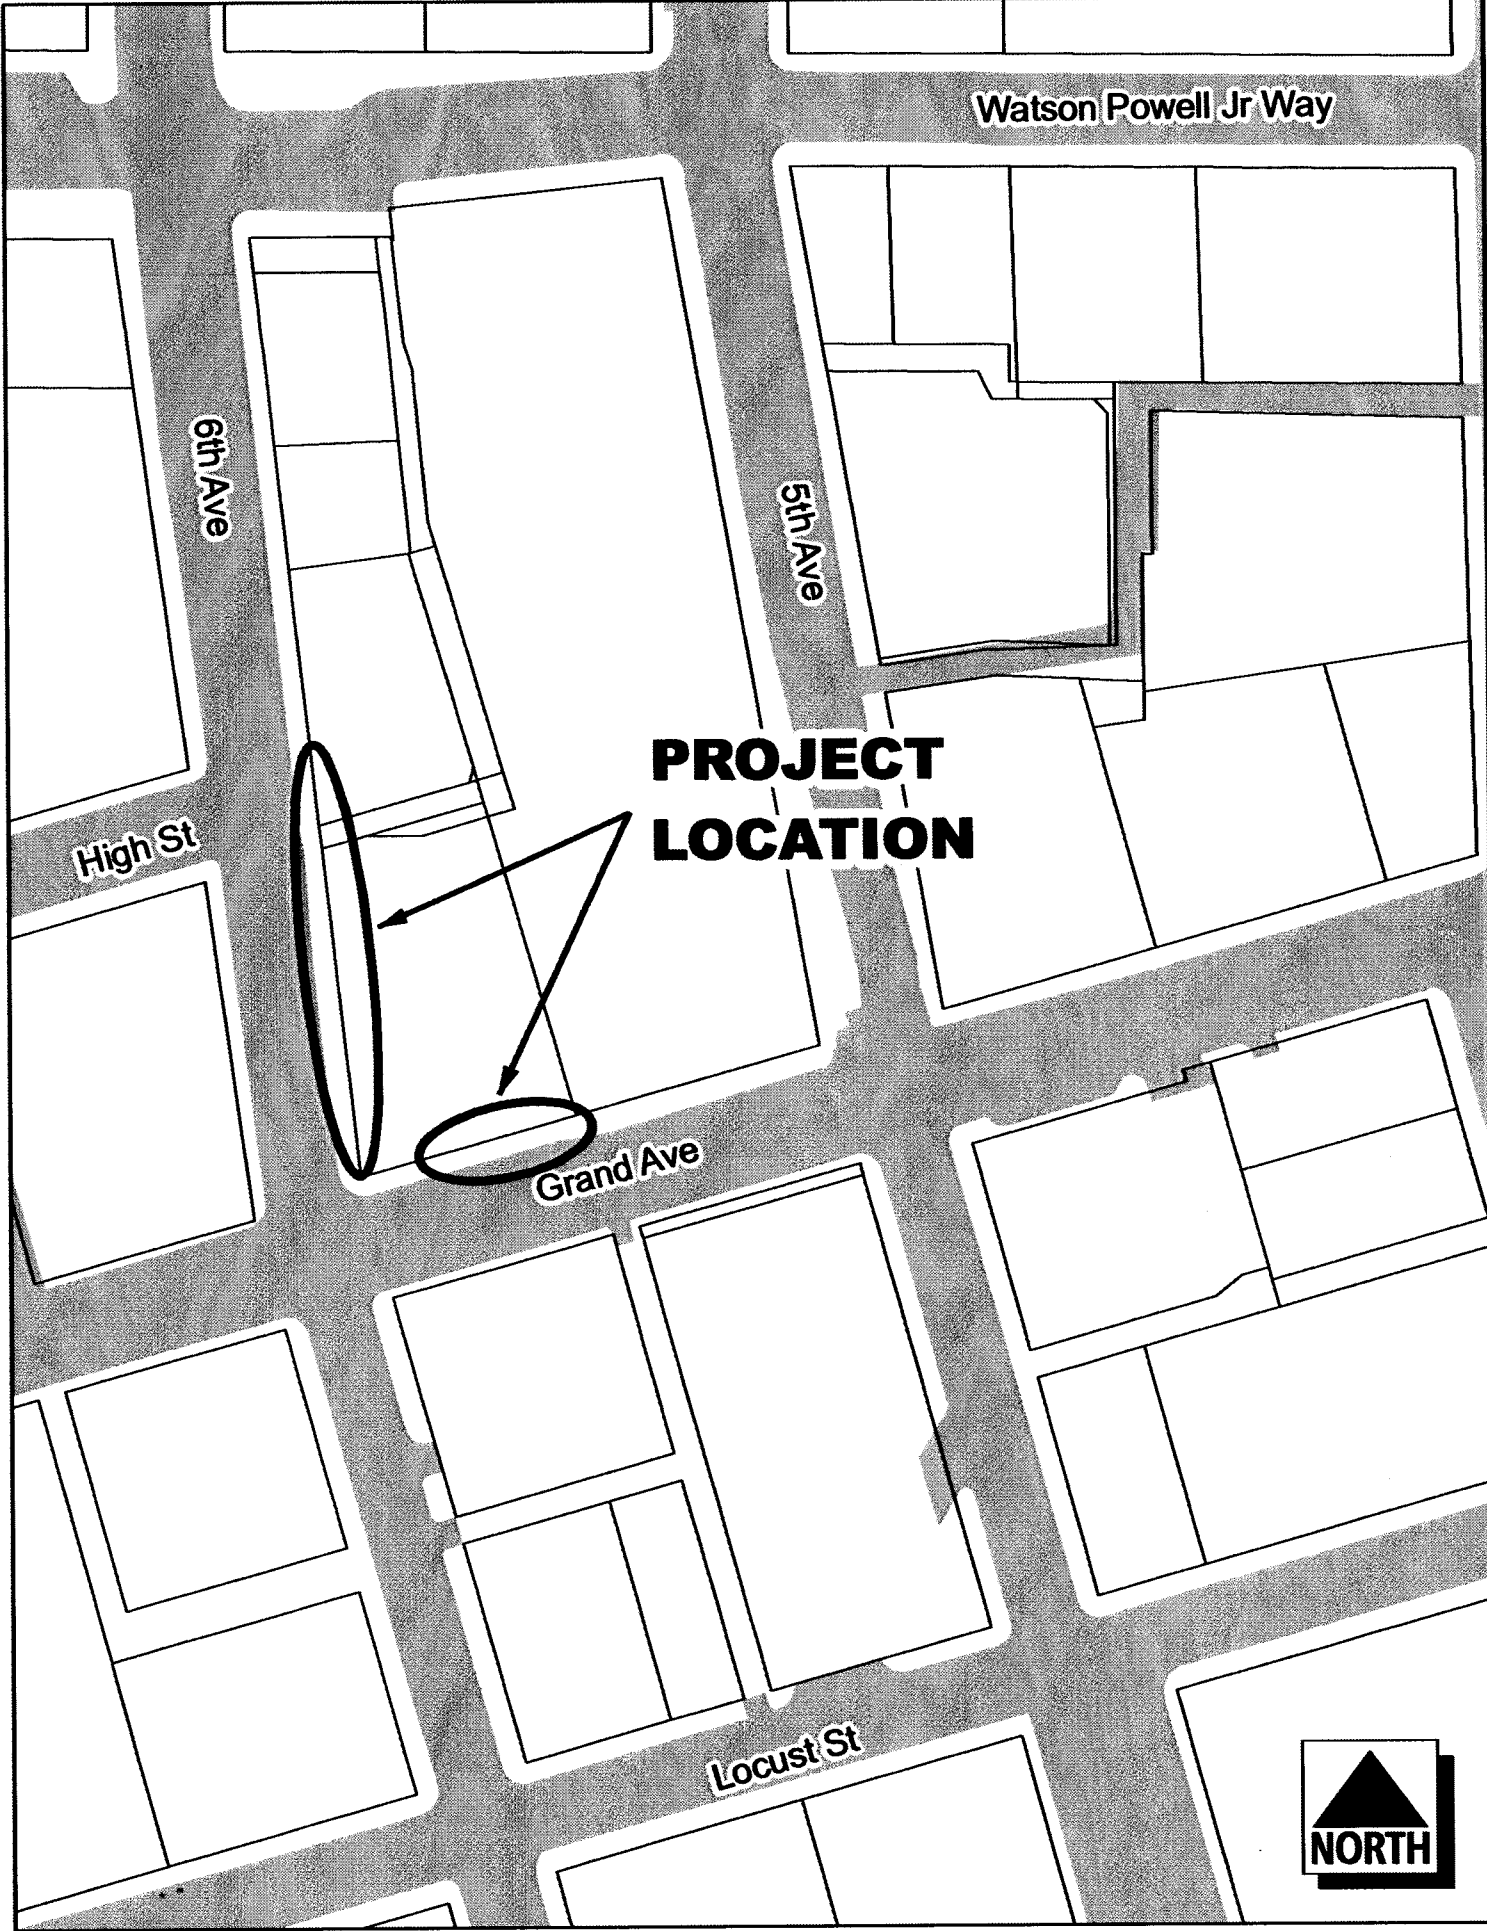 Watson Powell Jr Way
6th Ave
5th Ave
PROJECT
LOCATION
High St
Grand Ave
Locust St
NORTH